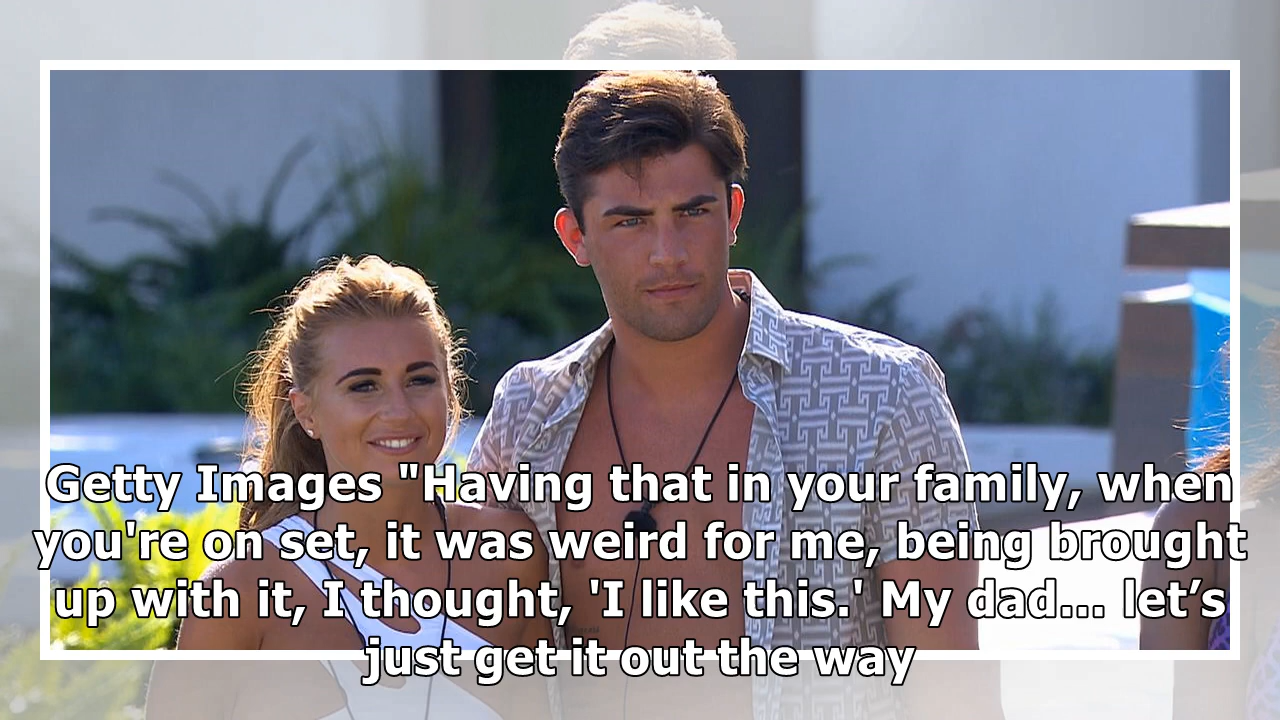 Getty Images "Having that in your family, when
you're on set, it was weird for me, being brought
up with it, I thought, 'I like this.' My dad... let’s
just get it out the way